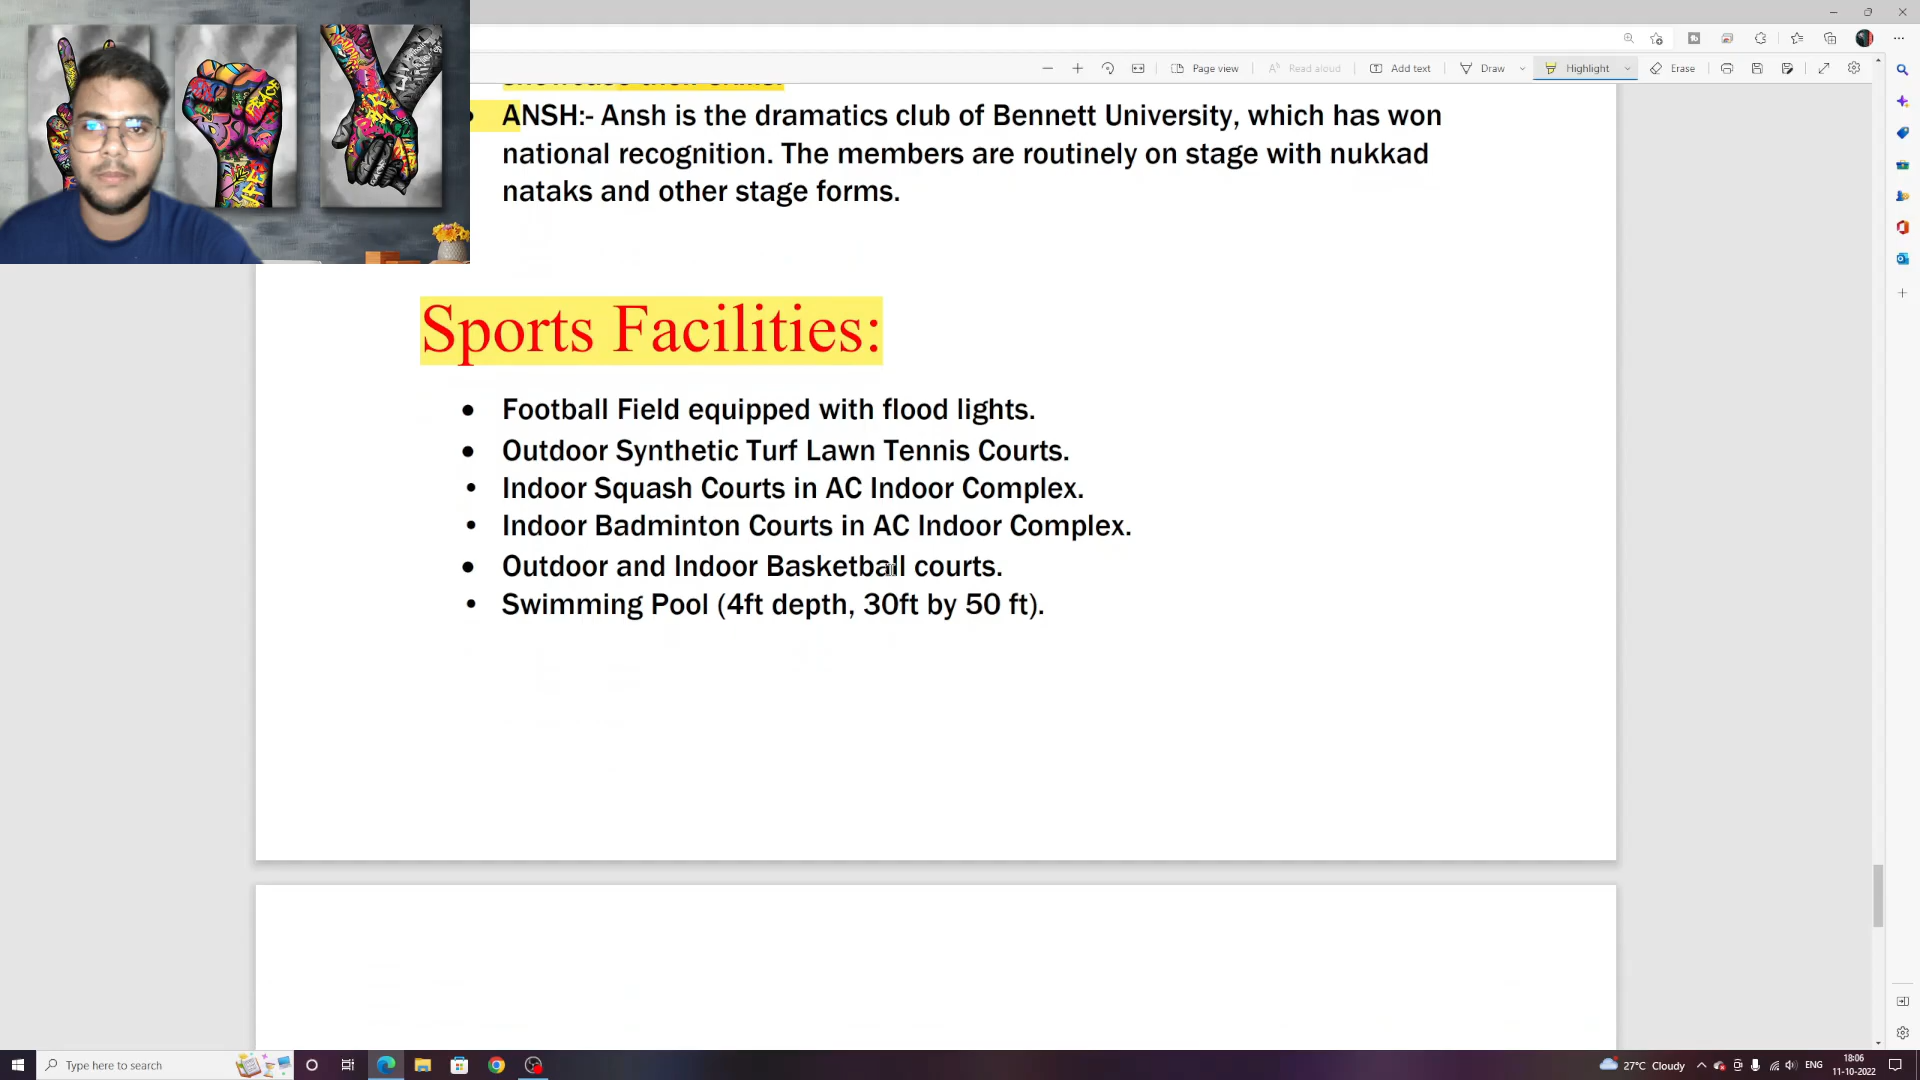 Page view
Read aloud
Add text
Draw
Highlight
Erase
ANSH:- Ansh is the dramatics club of Bennett University, which has won
national recognition. The members are routinely on stage with nukkad
nataks and other stage forms.
Sports Facilities:
• Football Field equipped with flood lights.
• Outdoor Synthetic Turf Lawn Tennis Courts.
• Indoor Squash Courts in AC Indoor Complex.
• Indoor Badminton Courts in AC Indoor Complex.
• Outdoor and Indoor Basketball courts.
• Swimming Pool (4ft depth, 30ft by 50 ft).
Type here to search
27°C Cloudy
ENG
18:06
11-10-2022